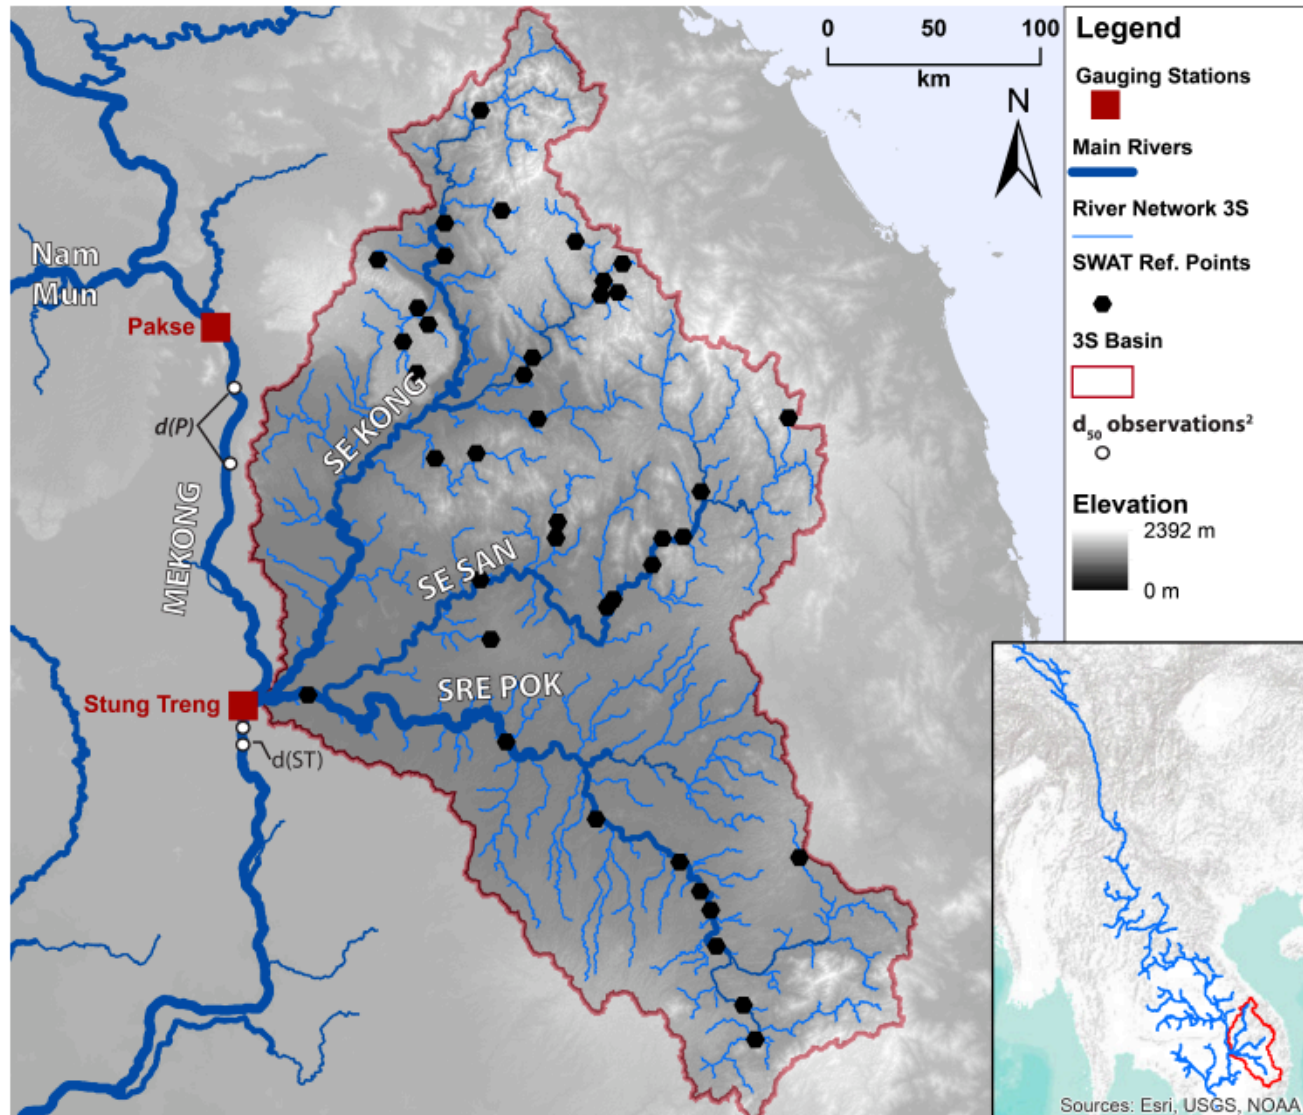 0 50 100
km
N
Nam
Mun
Pakse
d(P)
SE KONG
MEKONG
SE SAN
SRE POK
Stung Treng
d(ST)
Legend
Gauging Stations
Main Rivers
River Network 3S
SWAT Ref. Points
3S Basin
d₅₀ observations²
Elevation
2392 m
0 m
Sources: Esri, USGS, NOAA